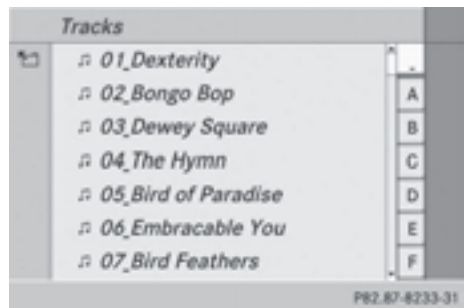 Tracks
01_Dexterity
02_Bongo Bop
03_Dewey Square
04_The Hymn
05_Bird of Paradise
06_Embracable You
07_Bird Feathers
.
A
B
C
D
E
F
P82.87-8233-31